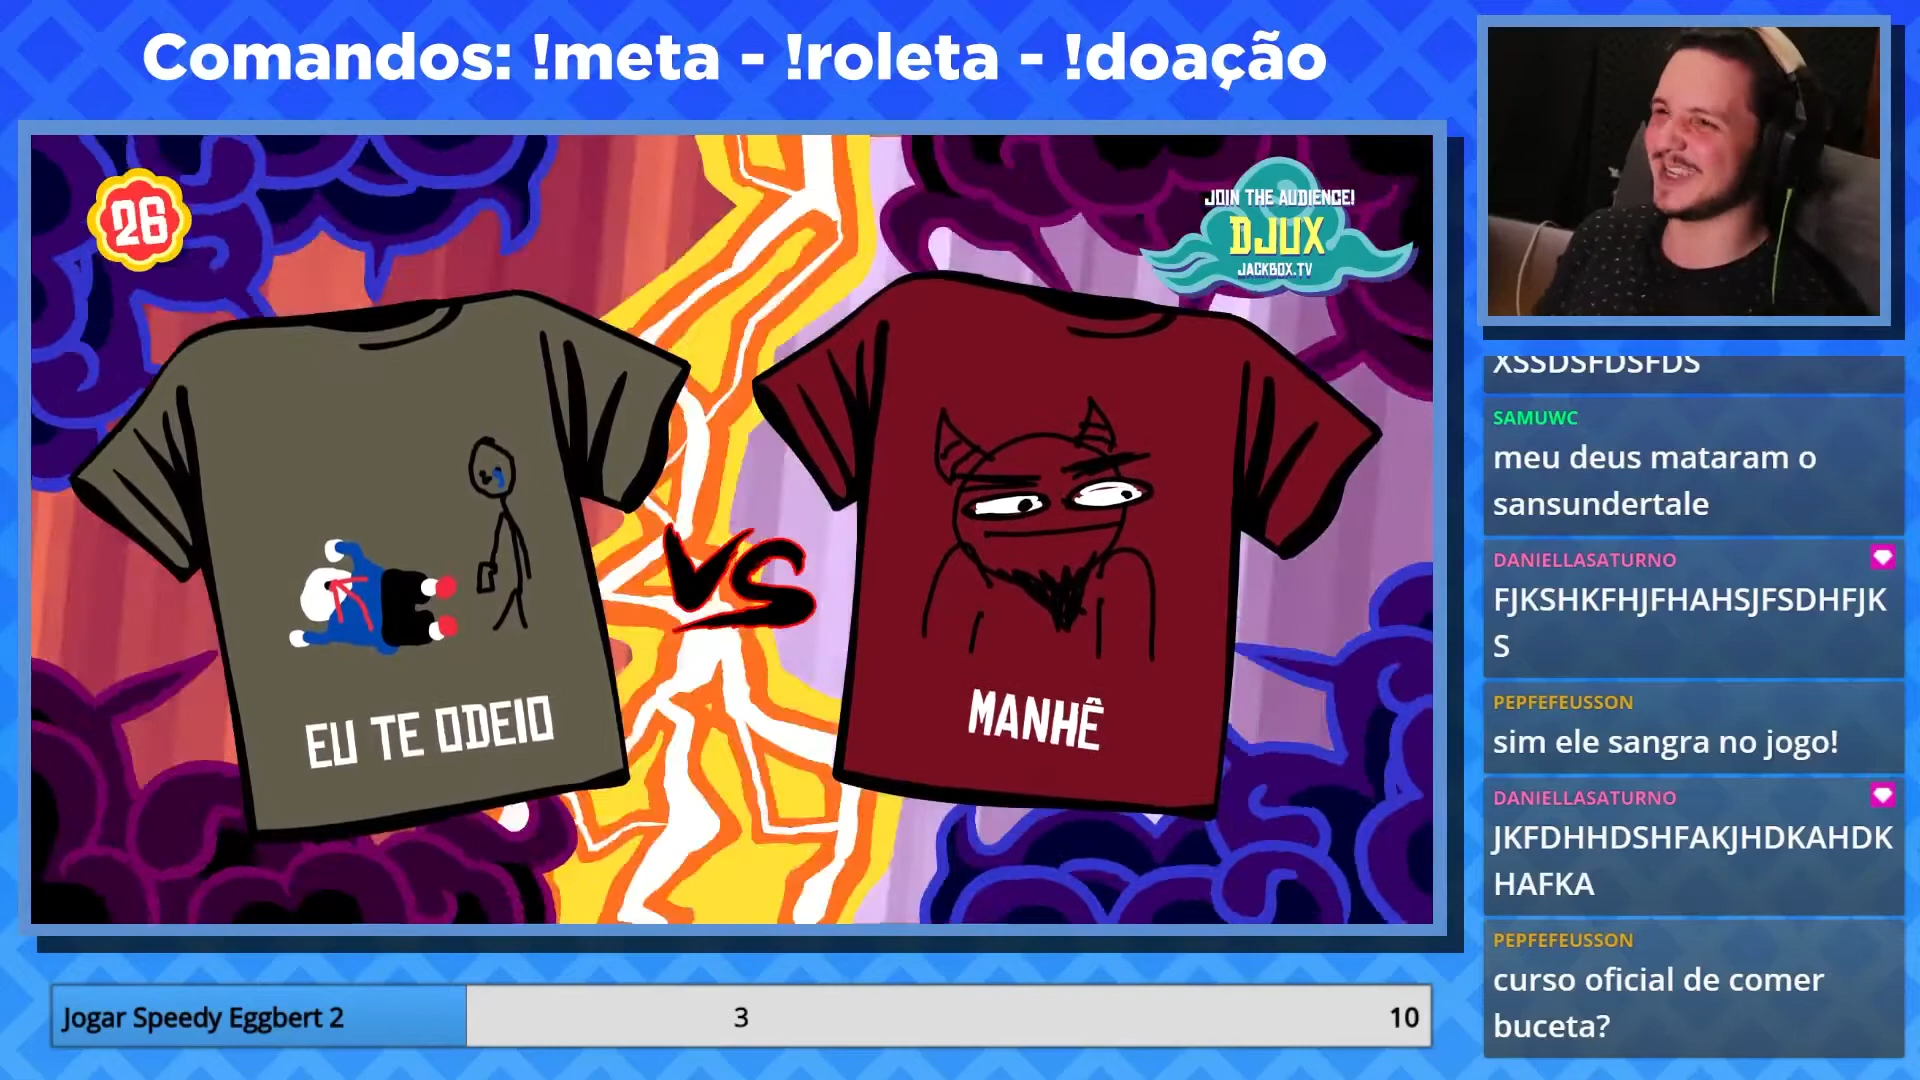 Comandos: !meta - !roleta - !doação
26
JOIN THE AUDIENCE!
DJUX
JACKBOX.TV
EU TE ODEIO
VS
MANHÊ
Jogar Speedy Eggbert 2
3
10
XSSDSFDSFDS
SAMUWC
meu deus mataram o
sansundertale
DANIELLASATURNO
FJKSHKFHJFHAHSJFSDHFJK
S
PEPFEFEUSSON
sim ele sangra no jogo!
DANIELLASATURNO
JKFDHHDSHFAKJHDKAHDK
HAFKA
PEPFEFEUSSON
curso oficial de comer
buceta?